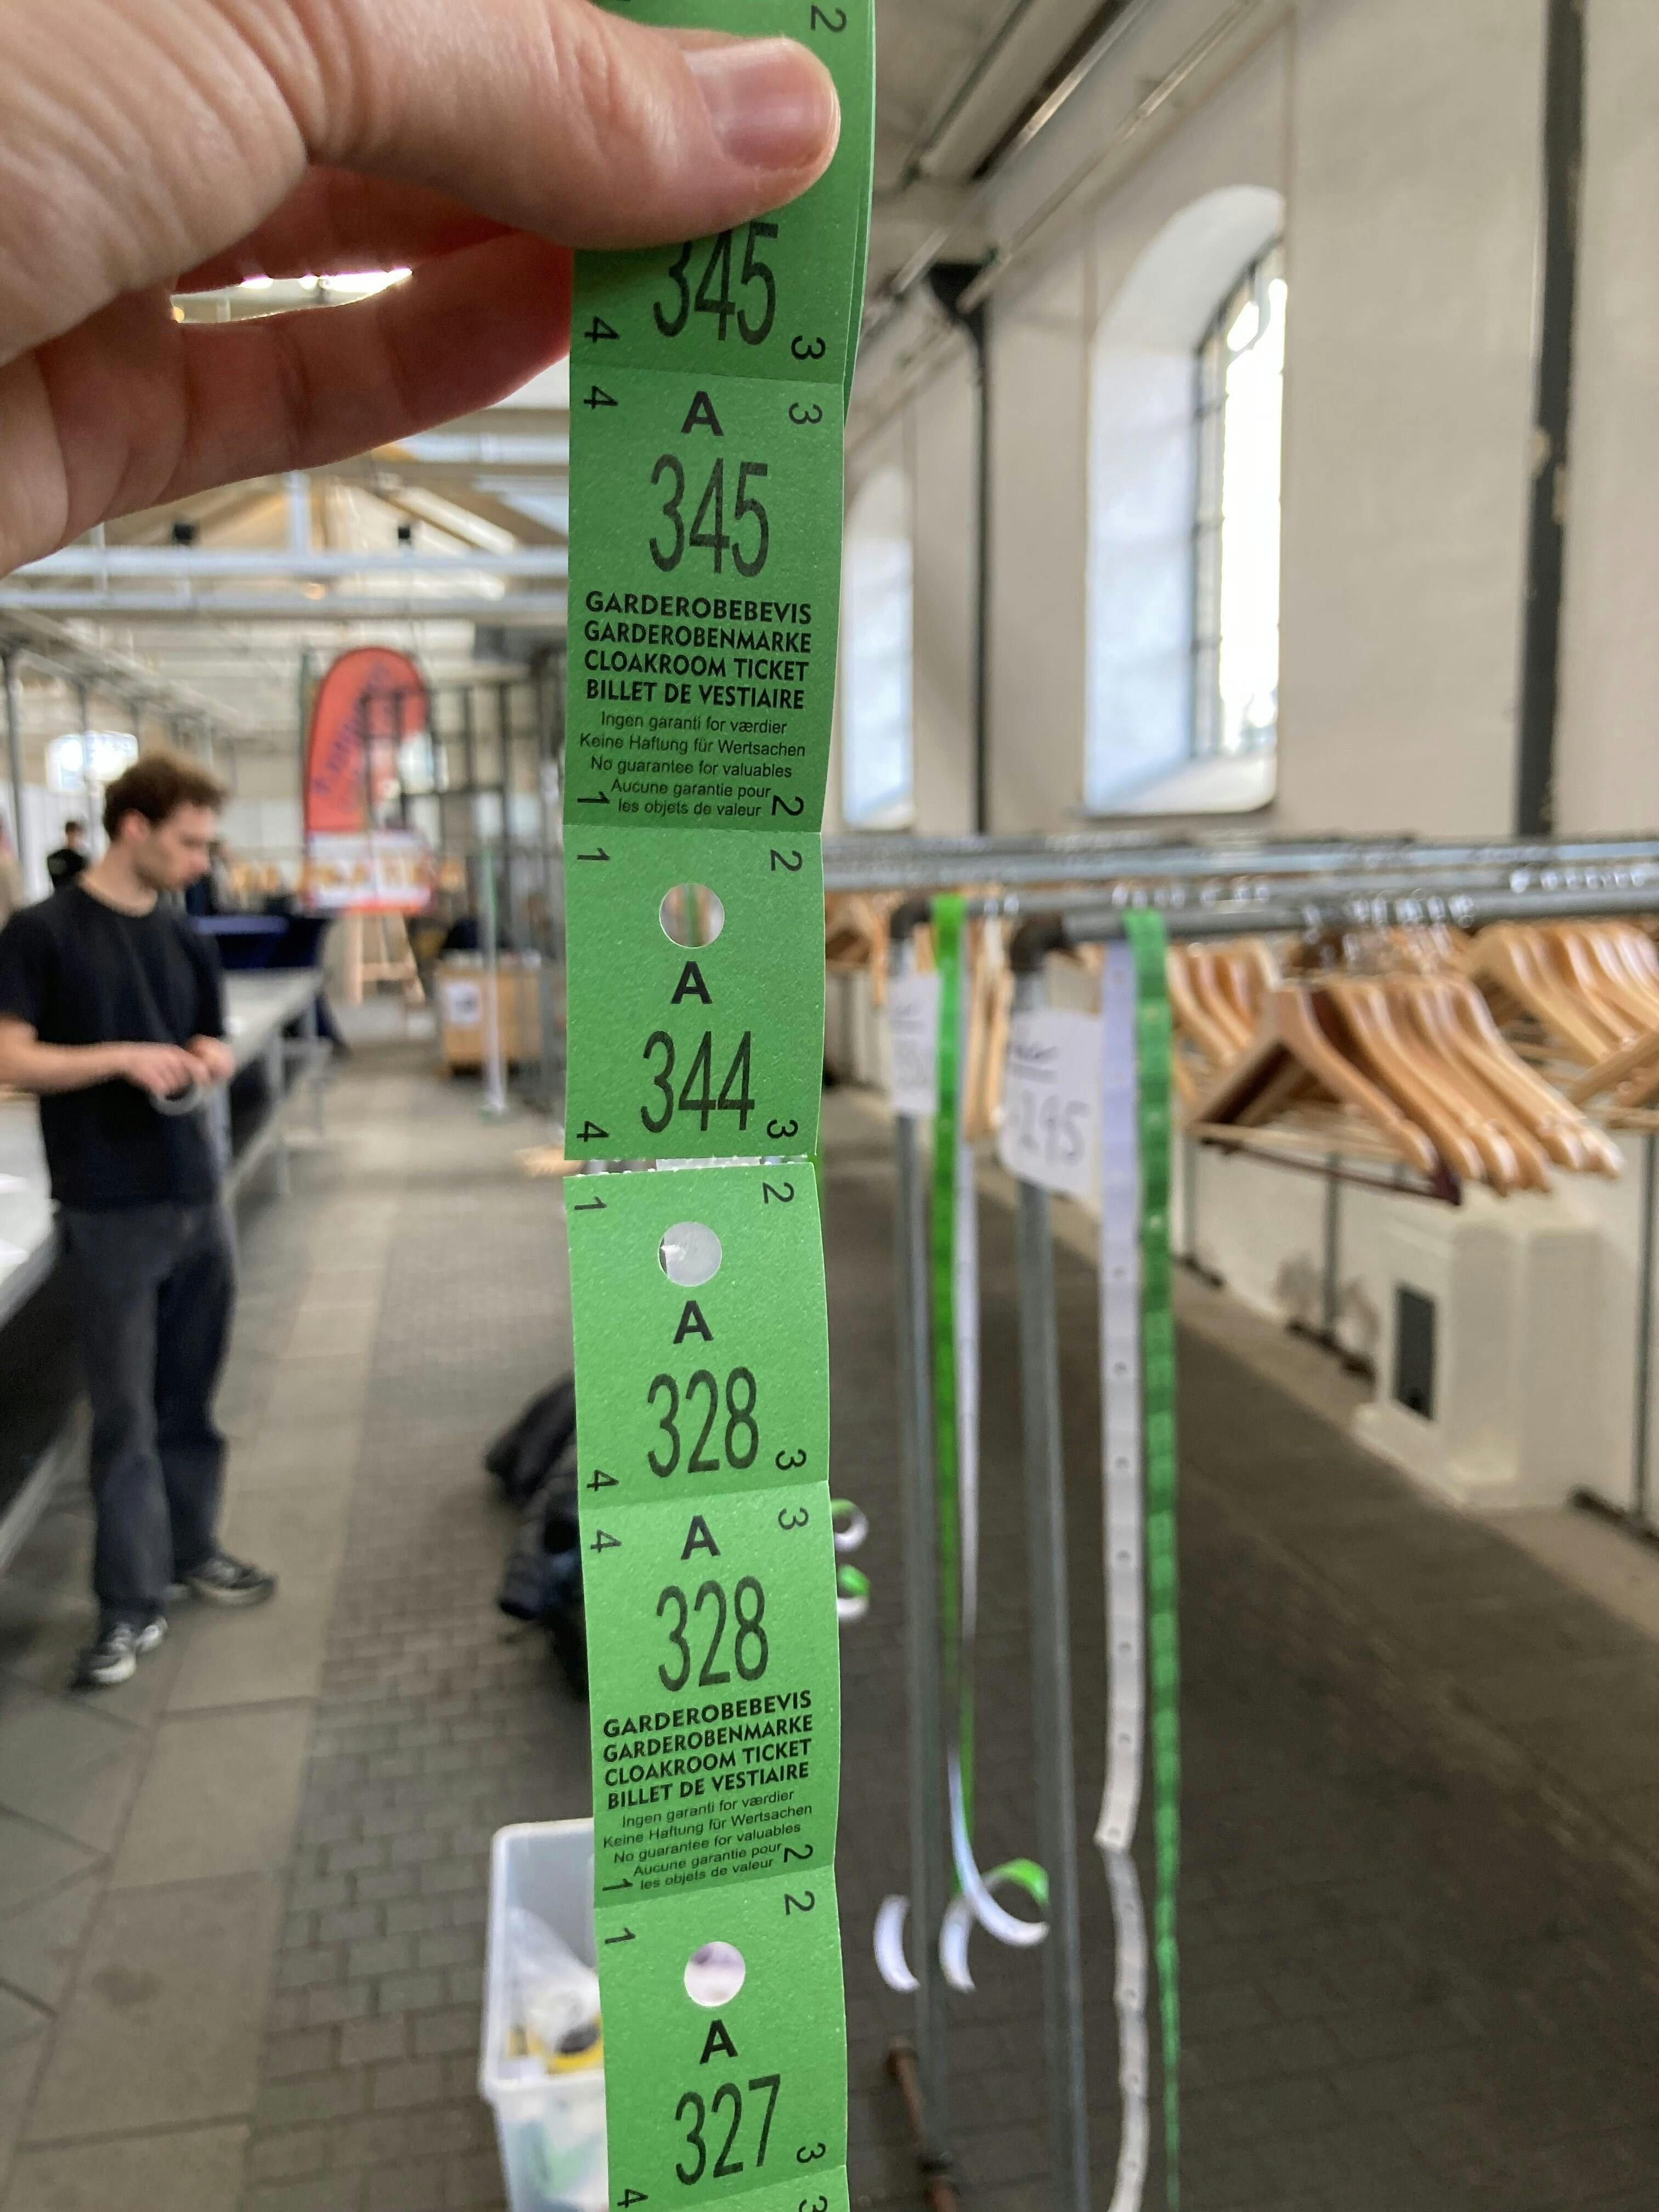 2
345
4 3
4 A 3
345
GARDEROBEBEVIS
GARDEROBENMARKE
CLOAKROOM TICKET
BILLET DE VESTIAIRE
Ingen garanti for værdier
Keine Haftung für Wertsachen
No guarantee for valuables
Aucune garantie pour
1 les objets de valeur 2
1 2
A
344
4 3
1 2
A
328
4 3
4 A 3
328
GARDEROBEBEVIS
GARDEROBENMARKE
CLOAKROOM TICKET
BILLET DE VESTIAIRE
Ingen garanti for værdier
Keine Haftung für Wertsachen
No guarantee for valuables
Aucune garantie pour
1 les objets de valeur 2
1 2
A
327
4 3
3